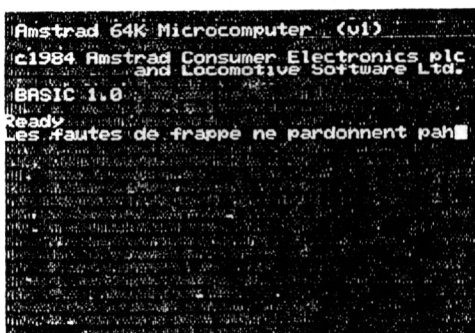 Amstrad 64K Microcomputer (v1)
c1984 Amstrad Consumer Electronics plc
and Locomotive Software Ltd.
BASIC 1.0
Ready
Les fautes de frappe ne pardonnent pah